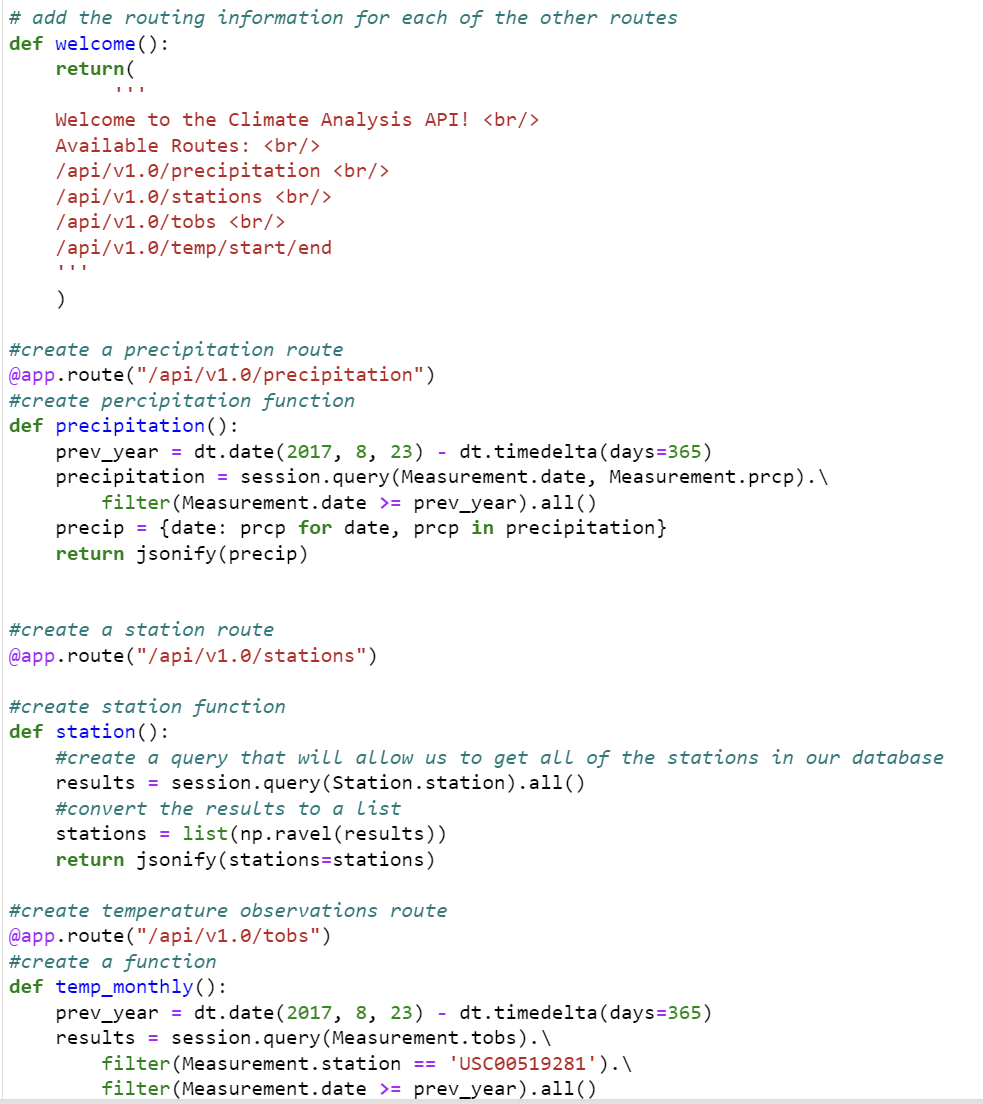 # add the routing information for each of the other routes
def welcome():
    return(
         '''
    Welcome to the Climate Analysis API! <br/>
    Available Routes: <br/>
    /api/v1.0/precipitation <br/>
    /api/v1.0/stations <br/>
    /api/v1.0/tobs <br/>
    /api/v1.0/temp/start/end
    '''
    )
#create a precipitation route
@app.route("/api/v1.0/precipitation")
#create percipitation function
def precipitation():
    prev_year = dt.date(2017, 8, 23) - dt.timedelta(days=365)
    precipitation = session.query(Measurement.date, Measurement.prcp).\
        filter(Measurement.date >= prev_year).all()
    precip = {date: prcp for date, prcp in precipitation}
    return jsonify(precip)
#create a station route
@app.route("/api/v1.0/stations")
#create station function
def station():
    #create a query that will allow us to get all of the stations in our database
    results = session.query(Station.station).all()
    #convert the results to a list
    stations = list(np.ravel(results))
    return jsonify(stations=stations)
#create temperature observations route
@app.route("/api/v1.0/tobs")
#create a function
def temp_monthly():
    prev_year = dt.date(2017, 8, 23) - dt.timedelta(days=365)
    results = session.query(Measurement.tobs).\
        filter(Measurement.station == 'USC00519281').\
        filter(Measurement.date >= prev_year).all()